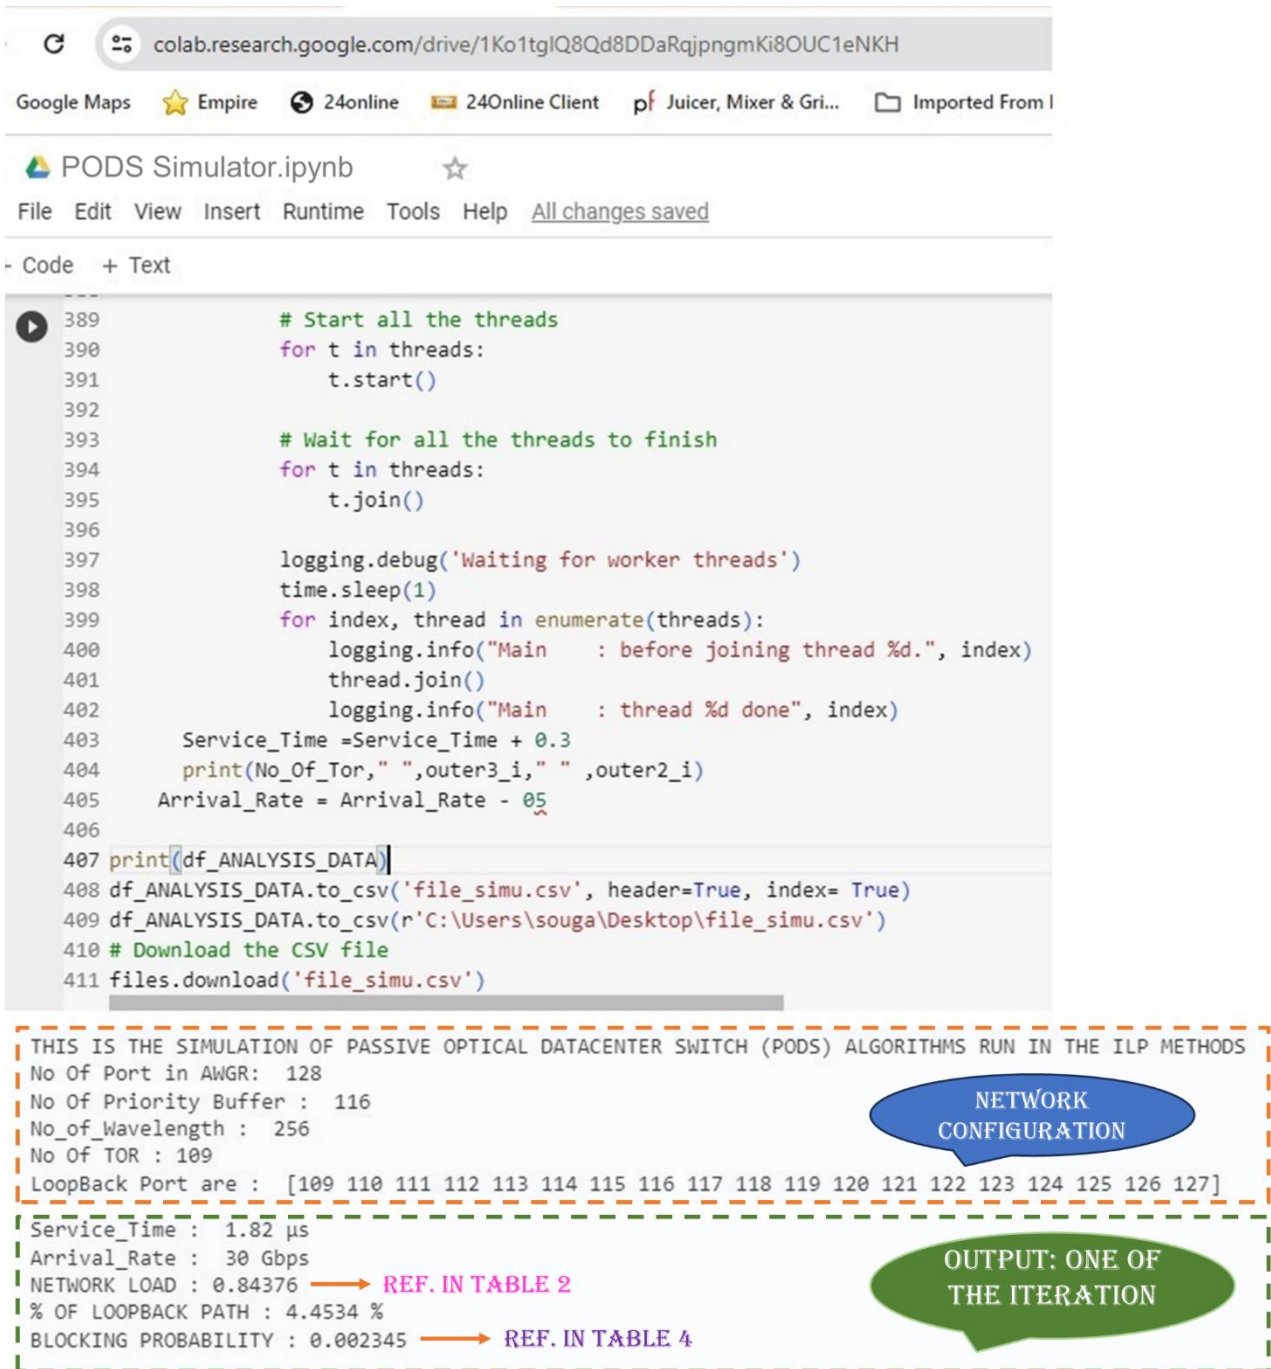 colab.research.google.com/drive/1Ko1tglQ8Qd8DDaRqjpngmKi8OUC1eNKH
Google Maps Empire 24online 24Online Client Juicer, Mixer & Gri... Imported From
PODS Simulator.ipynb
File Edit View Insert Runtime Tools Help All changes saved
Code + Text
389 # Start all the threads
390 for t in threads:
391 t.start()
392
393 # Wait for all the threads to finish
394 for t in threads:
395 t.join()
396
397 logging.debug('Waiting for worker threads')
398 time.sleep(1)
399 for index, thread in enumerate(threads):
400 logging.info("Main    : before joining thread %d.", index)
401 thread.join()
402 logging.info("Main    : thread %d done", index)
403 Service_Time =Service_Time + 0.3
404 print(No_Of_Tor," ",outer3_i," " ,outer2_i)
405 Arrival_Rate = Arrival_Rate - 05
406
407 print(df_ANALYSIS_DATA)
408 df_ANALYSIS_DATA.to_csv('file_simu.csv', header=True, index= True)
409 df_ANALYSIS_DATA.to_csv(r'C:\Users\souga\Desktop\file_simu.csv')
410 # Download the CSV file
411 files.download('file_simu.csv')
THIS IS THE SIMULATION OF PASSIVE OPTICAL DATACENTER SWITCH (PODS) ALGORITHMS RUN IN THE ILP METHODS
No Of Port in AWGR: 128
No Of Priority Buffer : 116
No_of_Wavelength : 256
No Of TOR : 109
LoopBack Port are : [109 110 111 112 113 114 115 116 117 118 119 120 121 122 123 124 125 126 127]
NETWORK
CONFIGURATION
Service_Time : 1.82 μs
Arrival_Rate : 30 Gbps
NETWORK LOAD : 0.84376 REF. IN TABLE 2
% OF LOOPBACK PATH : 4.4534 %
BLOCKING PROBABILITY : 0.002345 REF. IN TABLE 4
OUTPUT: ONE OF
THE ITERATION